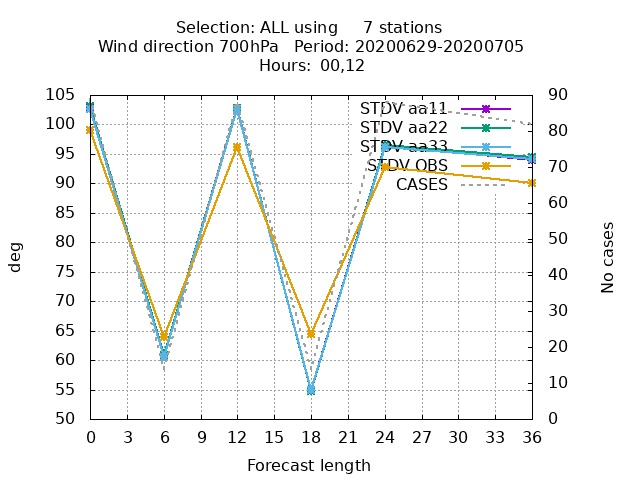 Selection: ALL using     7 stations
Wind direction 700hPa   Period: 20200629-20200705
Hours:  00,12
105
100
95
90
85
80
75
70
65
60
55
50
deg
STDV aa11
STDV aa22
STDV aa33
STDV OBS
CASES
90
80
70
60
50
40
30
20
10
0
No cases
0 3 6 9 12 15 18 21 24 27 30 33 36
Forecast length